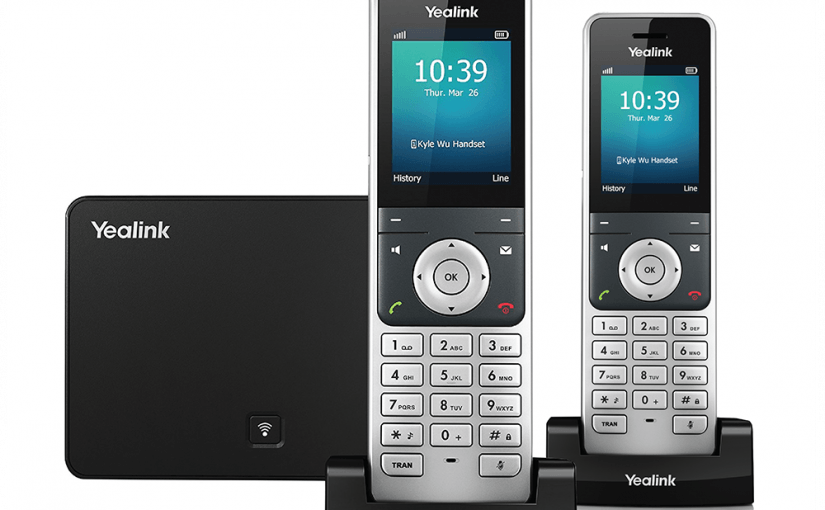 Yealink
Yealink
10:39
Thur. Mar 26
Kyle Wu Handset
History Line
OK
1
2 ABC 3 DEF
4 GHI 5 JKL 6 MNO
7 PQRS 8 TUV 9 WXYZ
* 0 + #
TRAN
Yealink
10:39
Thur. Mar 26
Kyle Wu Handset
History Line
OK
1
2 ABC 3 DEF
4 GHI 5 JKL 6 MNO
7 PQRS 8 TUV 9 WXYZ
* 0 + #
TRAN
Yealink